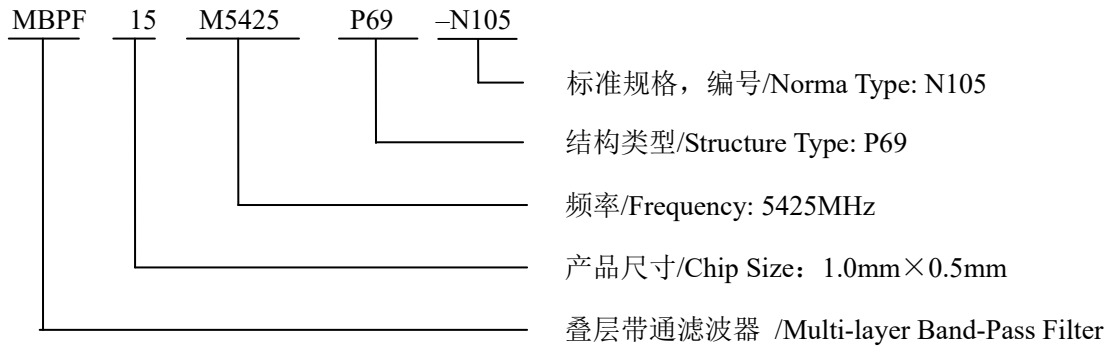 MBPF 15 M5425 P69 –N105
标准规格，编号/Norma Type: N105
结构类型/Structure Type: P69
频率/Frequency: 5425MHz
产品尺寸/Chip Size：1.0mm×0.5mm
叠层带通滤波器 /Multi-layer Band-Pass Filter